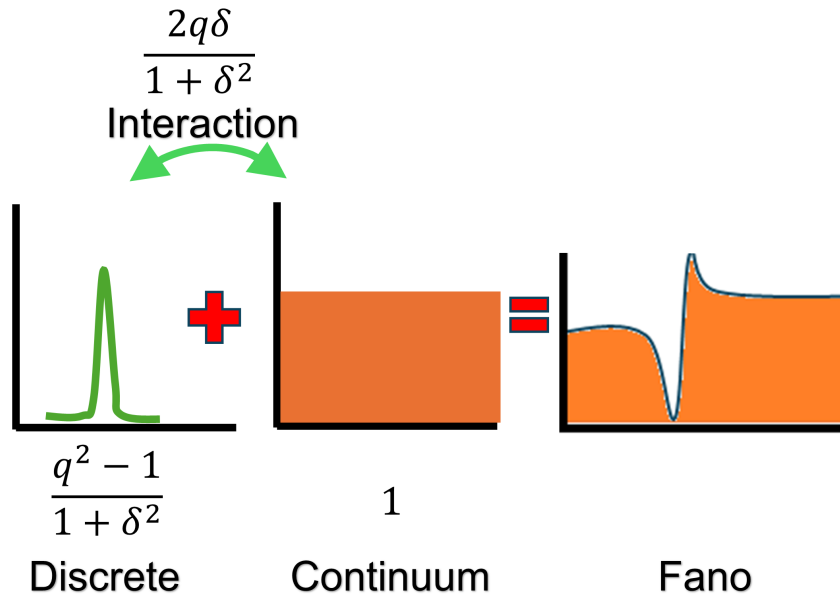 2qδ
1 + δ²
Interaction
q² − 1
1 + δ²
1
Discrete
Continuum
Fano